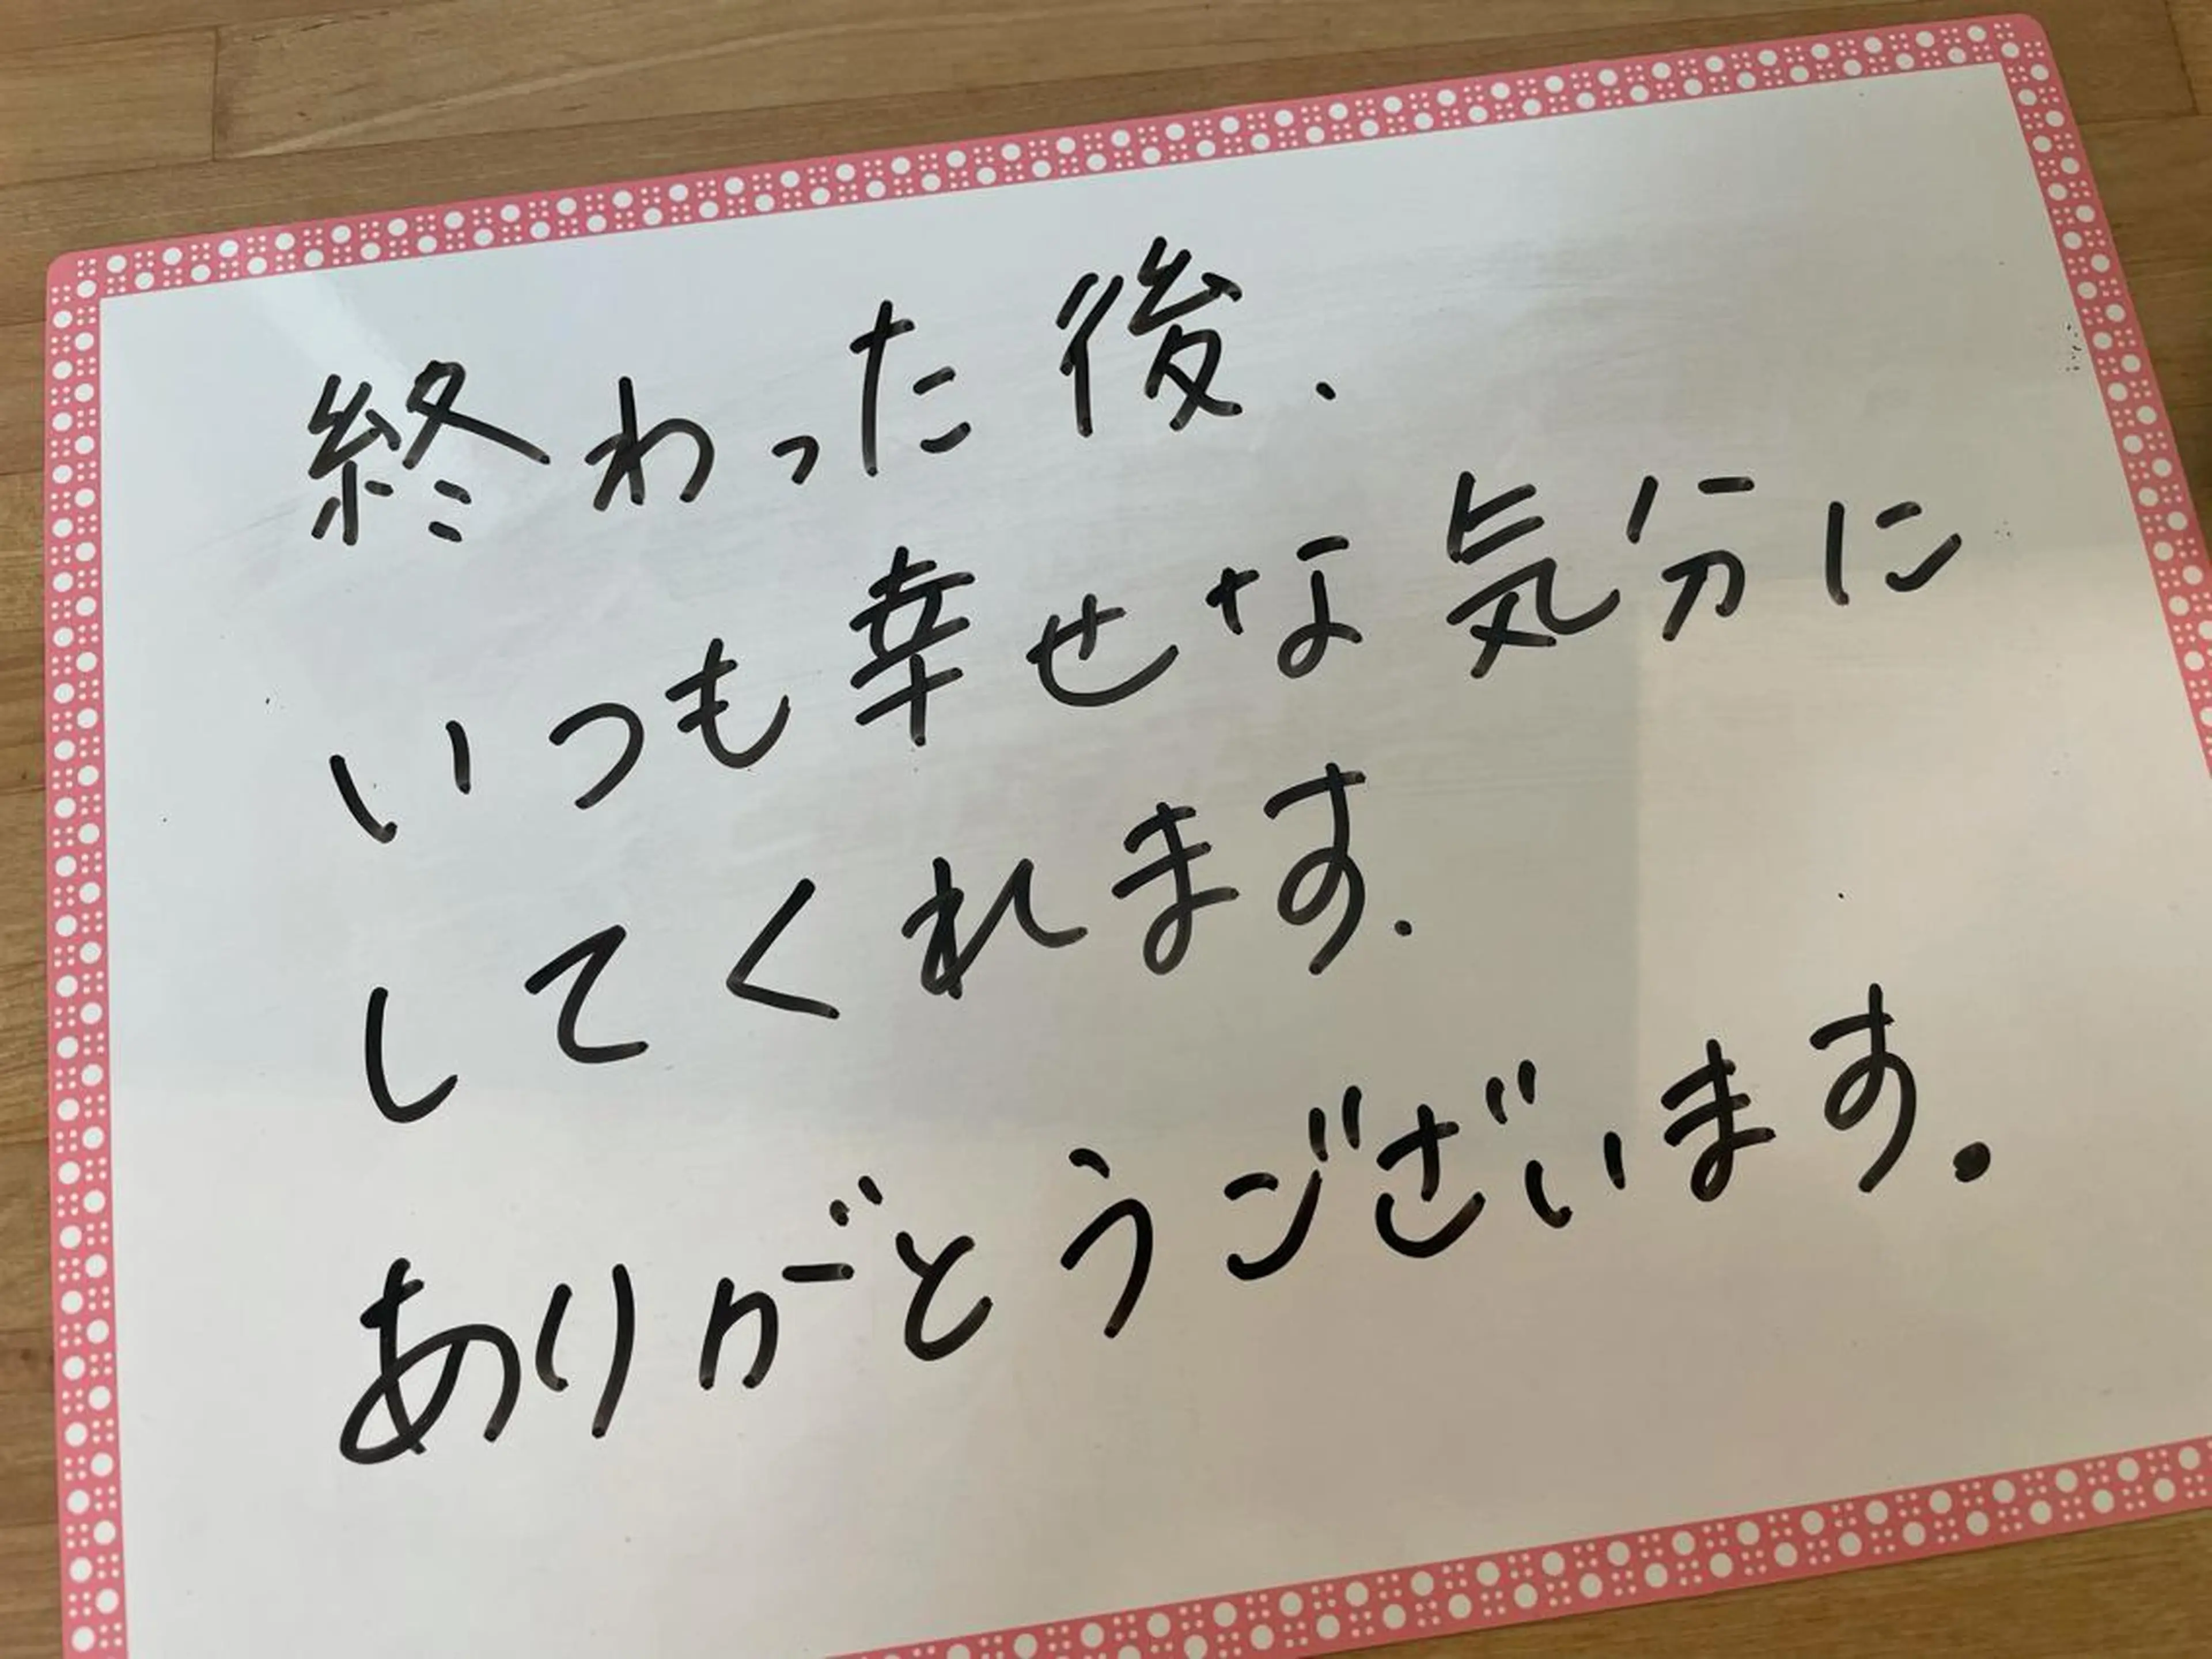 終わった後.
いつも幸せな気分に
してくれます.
ありがとうございます.